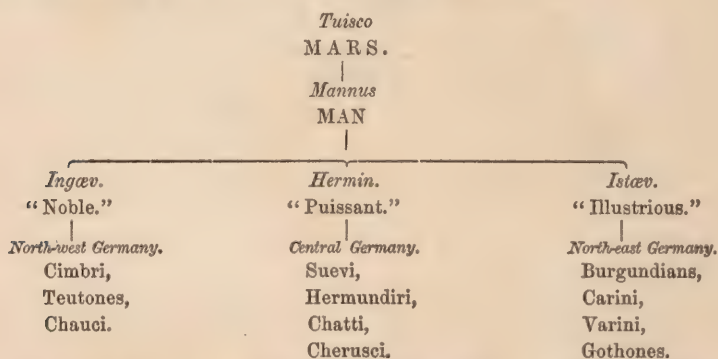 Tuisco
MARS.
Mannus
MAN
Ingæv. Hermin. Istæv.
“Noble.” “Puissant.” “Illustrious.”
North-west Germany. Central Germany. North-east Germany.
Cimbri, Suevi, Burgundians,
Teutones, Hermundiri, Carini,
Chauci. Chatti, Varini,
Cherusci. Gothones.